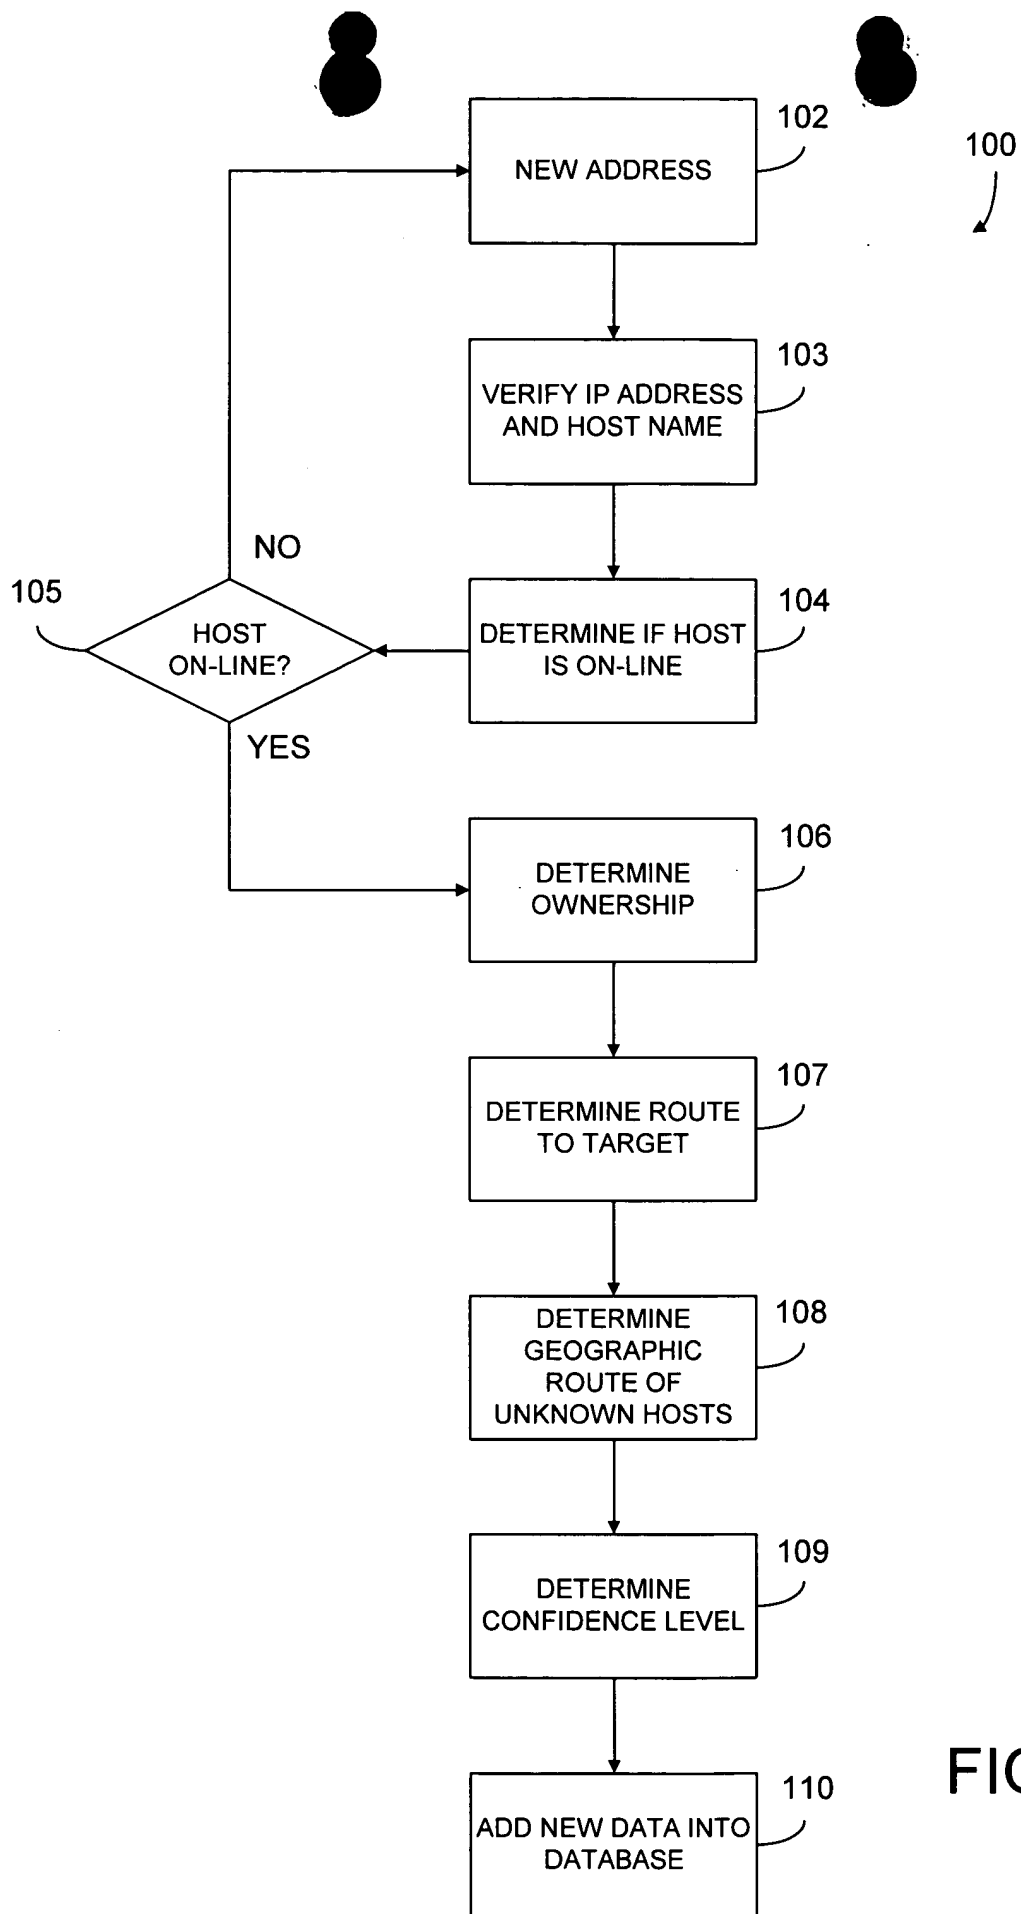 102
100
NEW ADDRESS
103
VERIFY IP ADDRESS
AND HOST NAME
NO
105
104
HOST
ON-LINE?
DETERMINE IF HOST
IS ON-LINE
YES
106
DETERMINE
OWNERSHIP
107
DETERMINE ROUTE
TO TARGET
108
DETERMINE
GEOGRAPHIC
ROUTE OF
UNKNOWN HOSTS
109
DETERMINE
CONFIDENCE LEVEL
110
ADD NEW DATA INTO
DATABASE